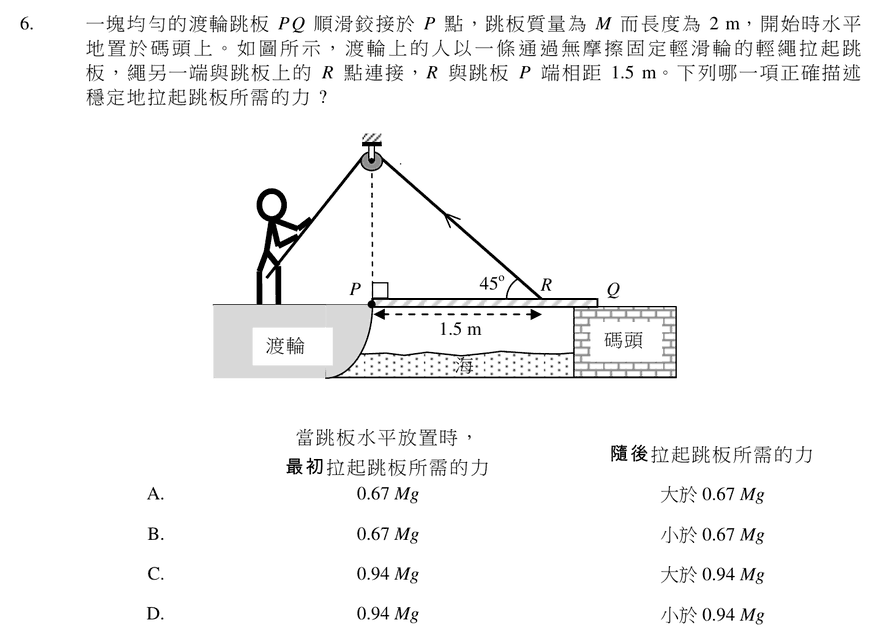 6. 一塊均勻的渡輪跳板 PQ 順滑鉸接於 P 點，跳板質量為 M 而長度為 2 m，開始時水平
地置於碼頭上。如圖所示，渡輪上的人以一條通過無摩擦固定輕滑輪的輕繩拉起跳
板，繩另一端與跳板上的 R 點連接，R 與跳板 P 端相距 1.5 m。下列哪一項正確描述
穩定地拉起跳板所需的力？
P 45° R Q
1.5 m
渡輪 海 碼頭
當跳板水平放置時，
最初拉起跳板所需的力 隨後拉起跳板所需的力
A. 0.67 Mg 大於 0.67 Mg
B. 0.67 Mg 小於 0.67 Mg
C. 0.94 Mg 大於 0.94 Mg
D. 0.94 Mg 小於 0.94 Mg